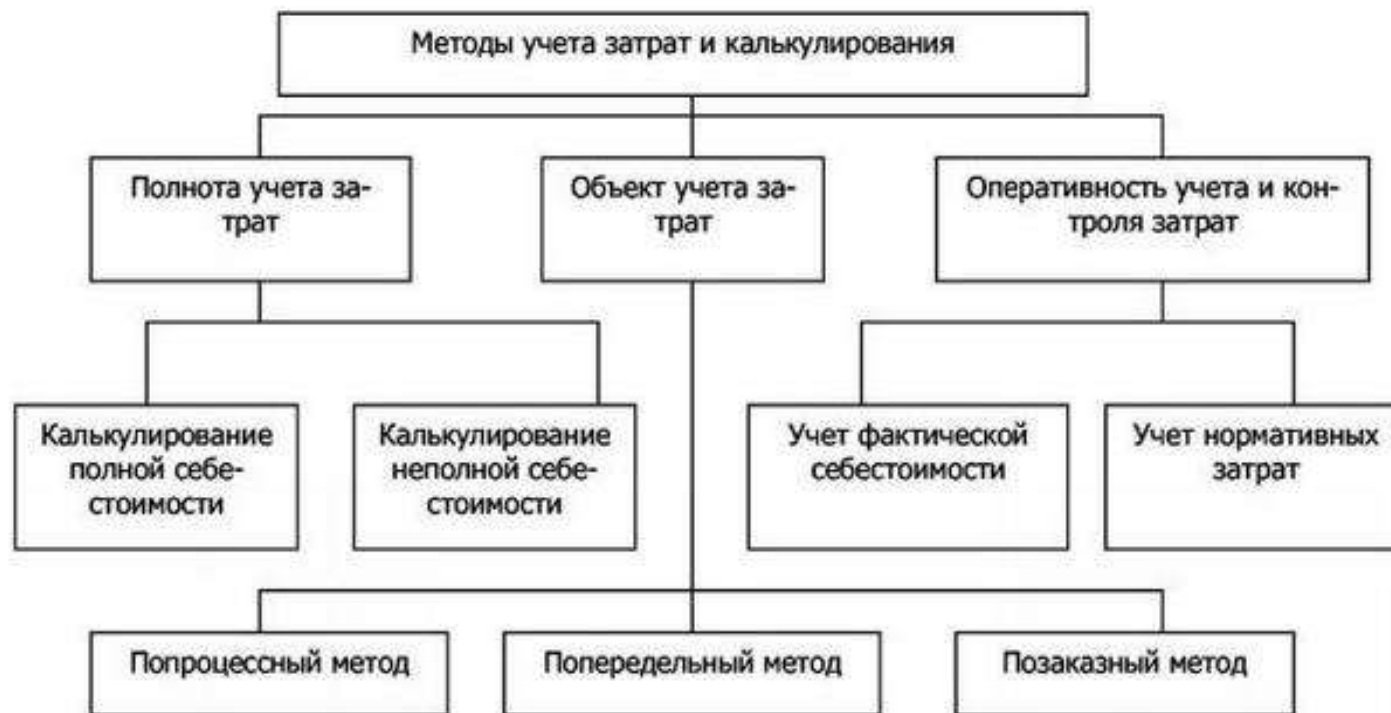 Методы учета затрат и калькулирования
Полнота учета за-
трат
Объект учета за-
трат
Оперативность учета и кон-
троля затрат
Калькулирование
полной себе-
стоимости
Калькулирование
неполной себе-
стоимости
Учет фактической
себестоимости
Учет нормативных
затрат
Попроцессный метод
Попередельный метод
Позаказный метод